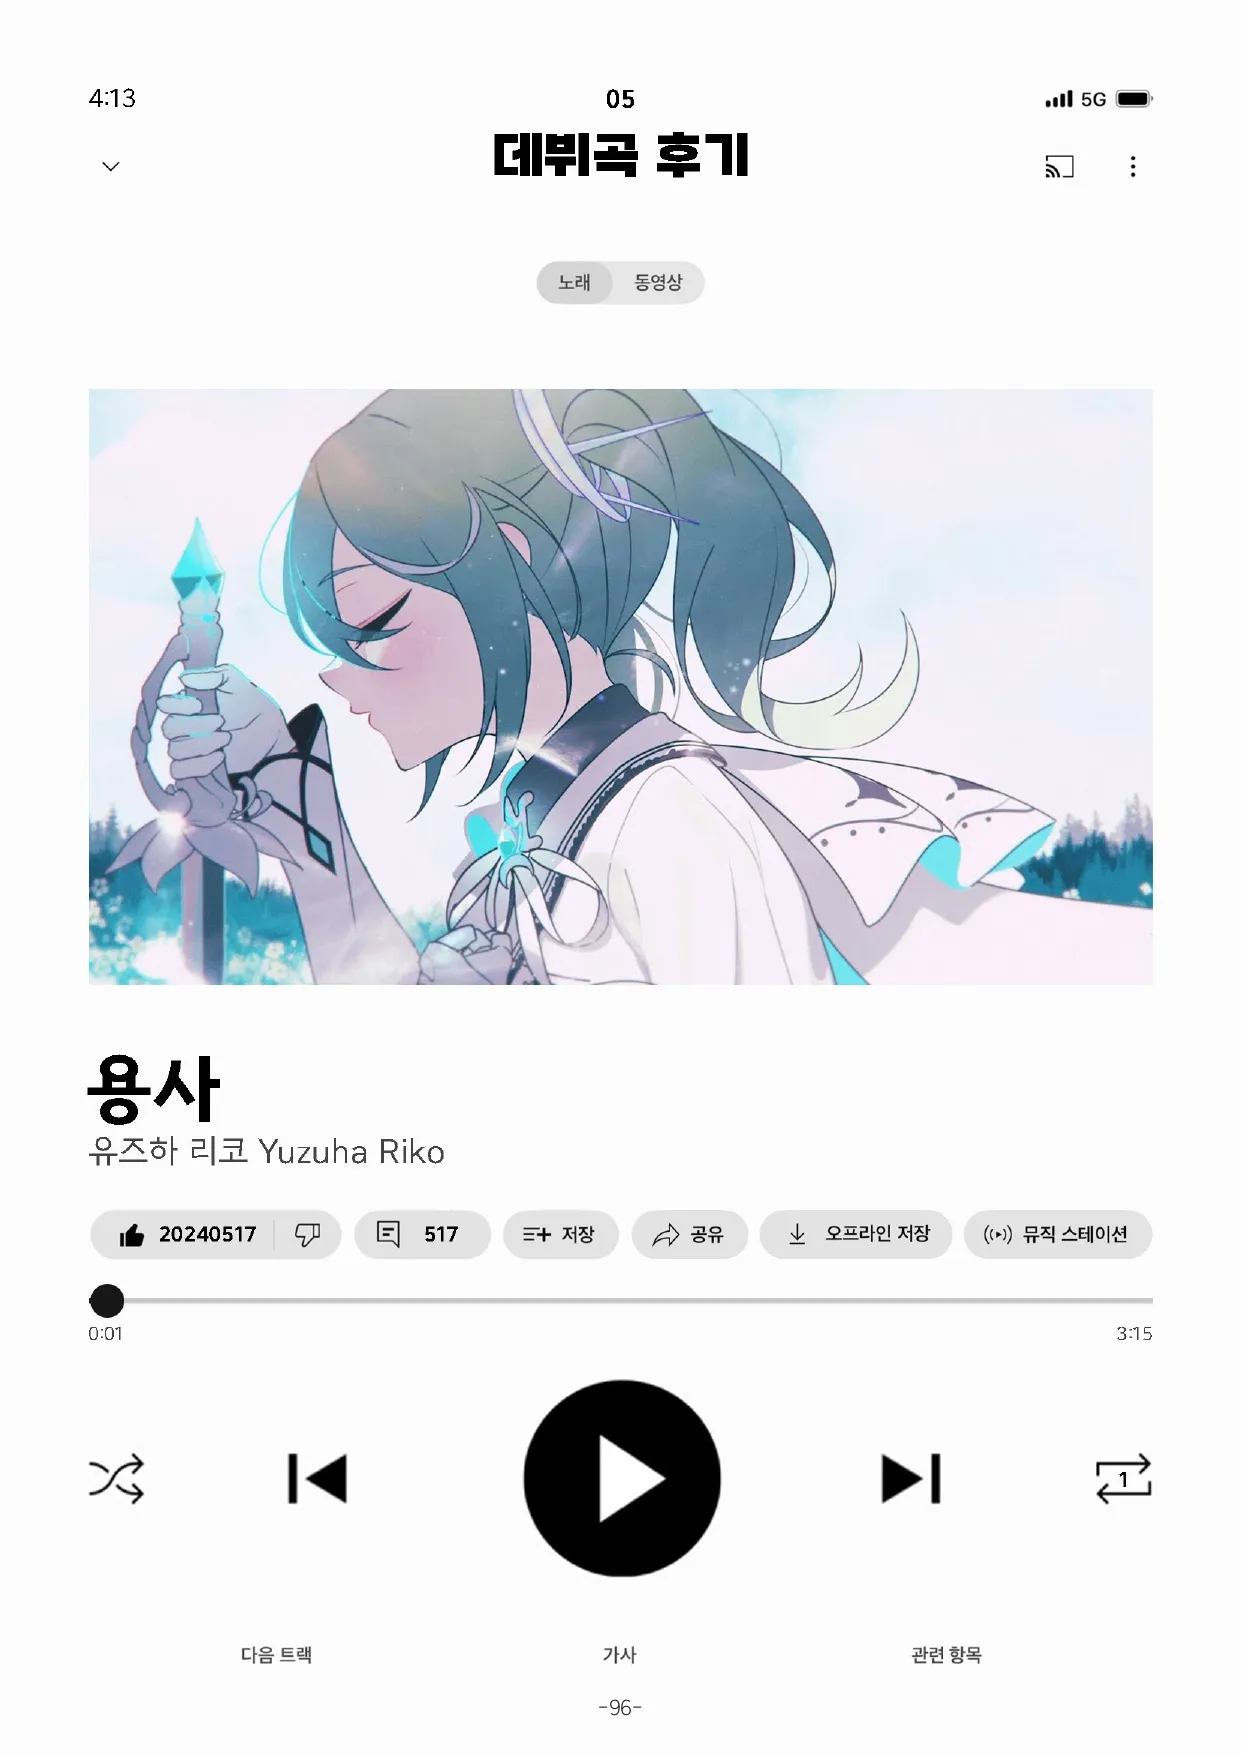 4:13
05
5G
데뷔곡 후기
노래 동영상
용사
유즈하 리코 Yuzuha Riko
20240517 517 저장 공유 오프라인 저장 뮤직 스테이션
0:01 3:15
1
다음 트랙 가사 관련 항목
-96-